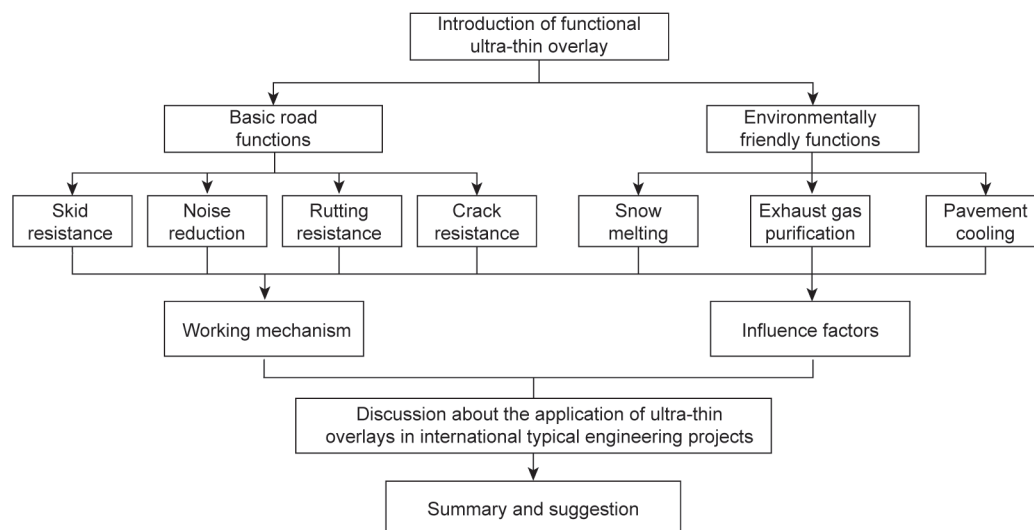 Introduction of functional
ultra-thin overlay
Basic road
functions
Environmentally
friendly functions
Skid
resistance
Noise
reduction
Rutting
resistance
Crack
resistance
Snow
melting
Exhaust gas
purification
Pavement
cooling
Working mechanism
Influence factors
Discussion about the application of ultra-thin
overlays in international typical engineering projects
Summary and suggestion